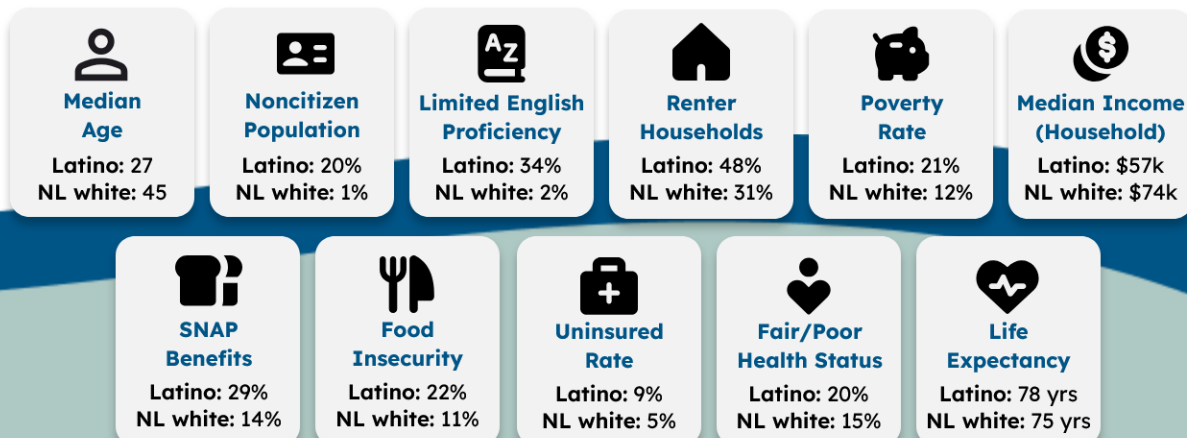 Median
Age
Latino: 27
NL white: 45
Noncitizen
Population
Latino: 20%
NL white: 1%
AZ
Limited English
Proficiency
Latino: 34%
NL white: 2%
Renter
Households
Latino: 48%
NL white: 31%
Poverty
Rate
Latino: 21%
NL white: 12%
$
Median Income
(Household)
Latino: $57k
NL white: $74k
SNAP
Benefits
Latino: 29%
NL white: 14%
Food
Insecurity
Latino: 22%
NL white: 11%
Uninsured
Rate
Latino: 9%
NL white: 5%
Fair/Poor
Health Status
Latino: 20%
NL white: 15%
Life
Expectancy
Latino: 78 yrs
NL white: 75 yrs